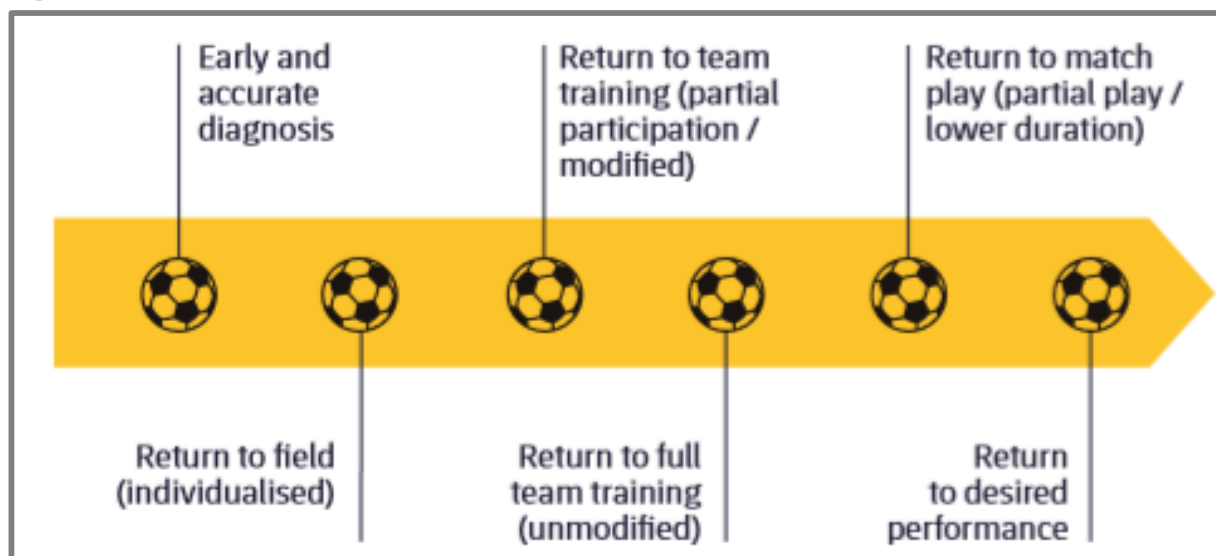 Early and
accurate
diagnosis
Return to field
(individualised)
Return to team
training (partial
participation /
modified)
Return to full
team training
(unmodified)
Return to match
play (partial play /
lower duration)
Return
to desired
performance